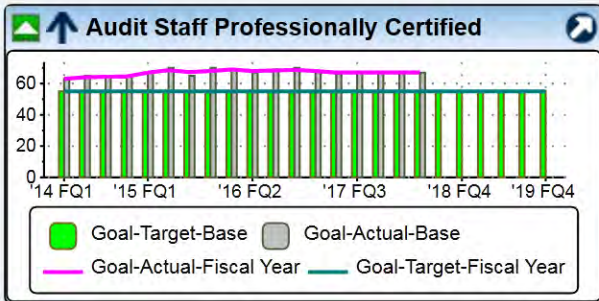 Audit Staff Professionally Certified
60
40
20
0
'14 FQ1 '15 FQ1 '16 FQ2 '17 FQ3 '18 FQ4 '19 FQ4
Goal-Target-Base Goal-Actual-Base
Goal-Actual-Fiscal Year Goal-Target-Fiscal Year